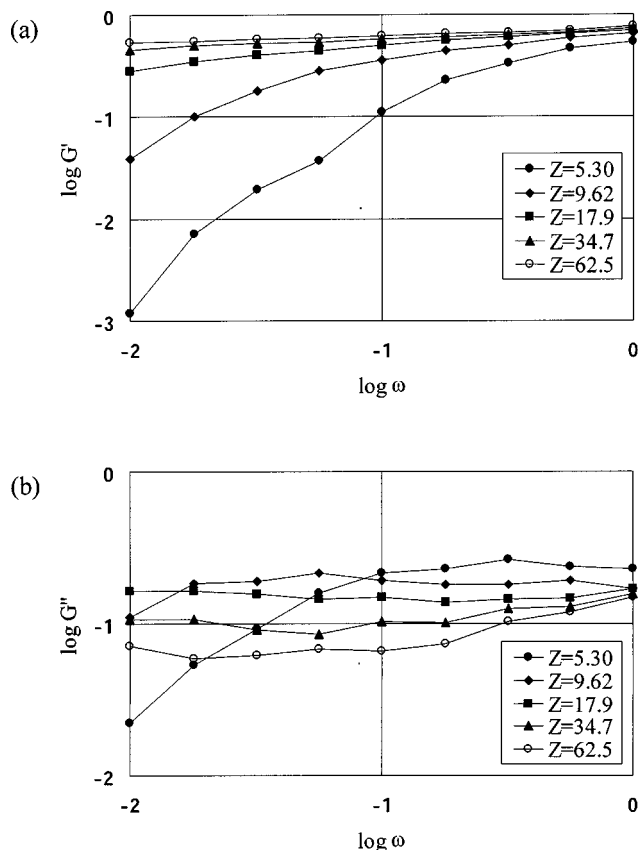 (a)
0
-1
-2
-3
log G'
-2
-1
0
log ω
Z=5.30
Z=9.62
Z=17.9
Z=34.7
Z=62.5
(b)
0
-1
-2
log G"
-2
-1
0
log ω
Z=5.30
Z=9.62
Z=17.9
Z=34.7
Z=62.5